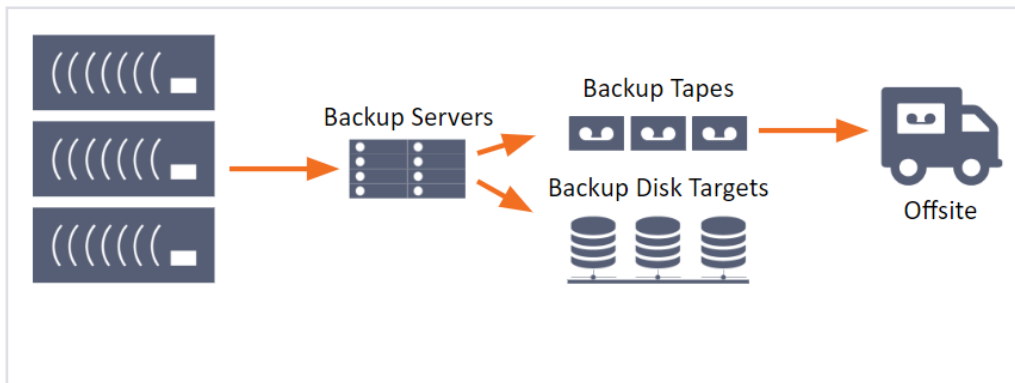 Backup Servers
Backup Tapes
Backup Disk Targets
Offsite